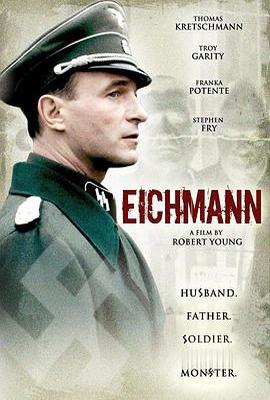 THOMAS
KRETSCHMANN
TROY
GARITY
FRANKA
POTENTE
STEPHEN
FRY
EICHMANN
A FILM BY
ROBERT YOUNG
HUSBAND.
FATHER.
SOLDIER.
MONSTER.